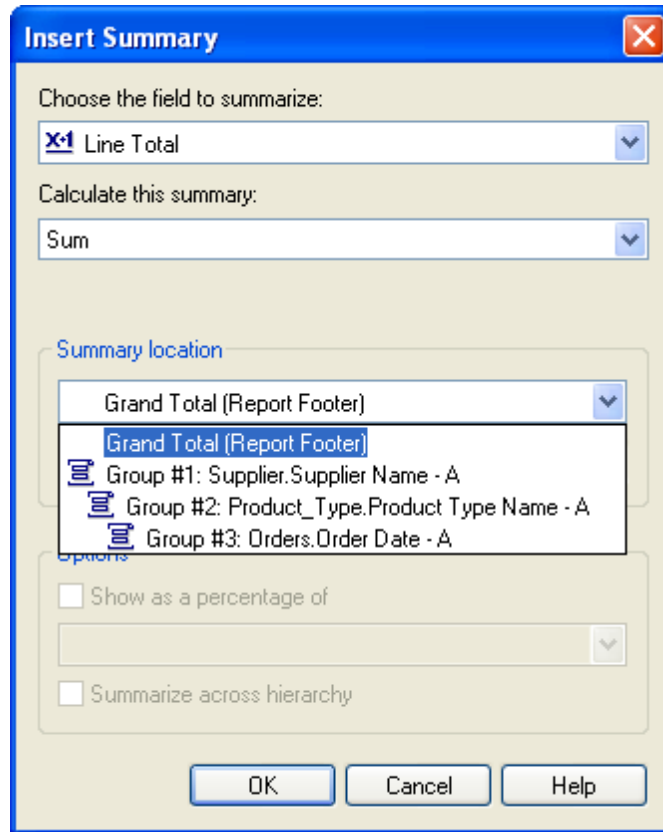 Insert Summary
Choose the field to summarize:
X+1 Line Total
Calculate this summary:
Sum
Summary location
Grand Total (Report Footer)
Grand Total (Report Footer)
Group #1: Supplier.Supplier Name - A
Group #2: Product_Type.Product Type Name - A
Group #3: Orders.Order Date - A
Options
Show as a percentage of
Summarize across hierarchy
OK Cancel Help